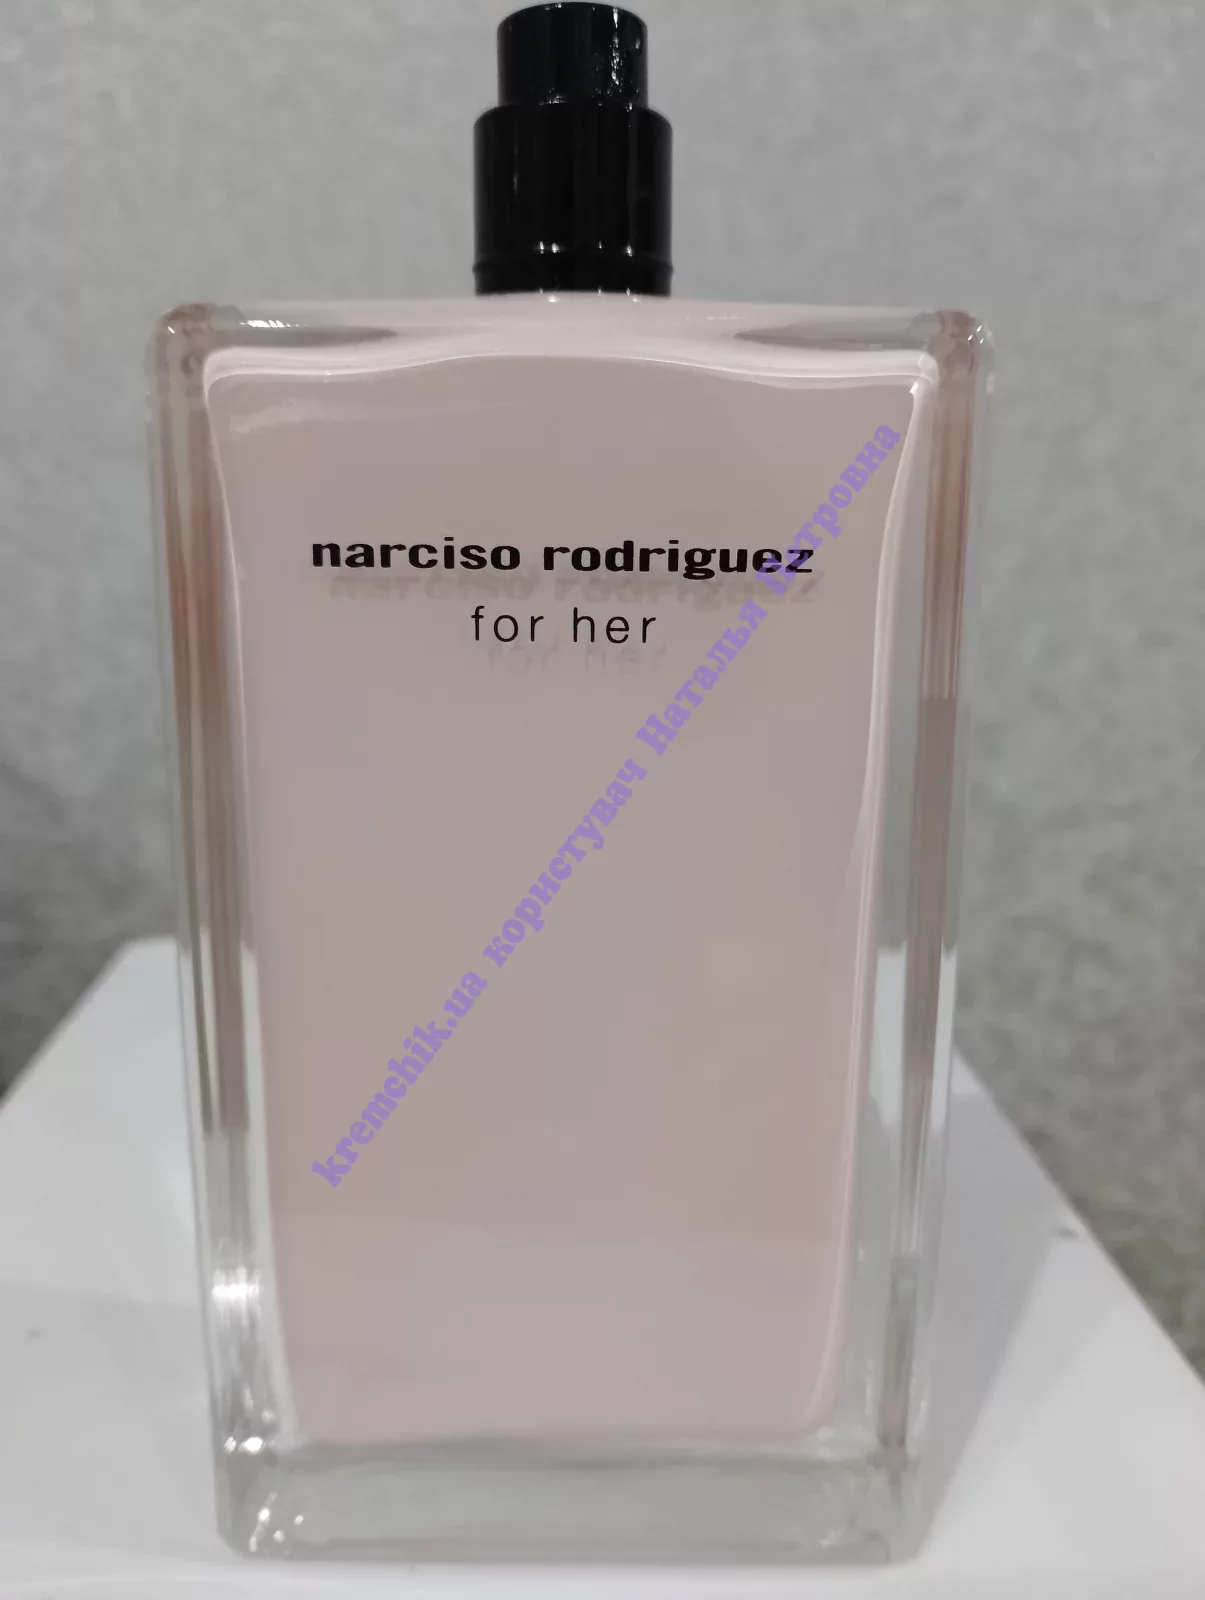 narciso rodriguez
for her
kremchik.ua користувач Наталья Петровна